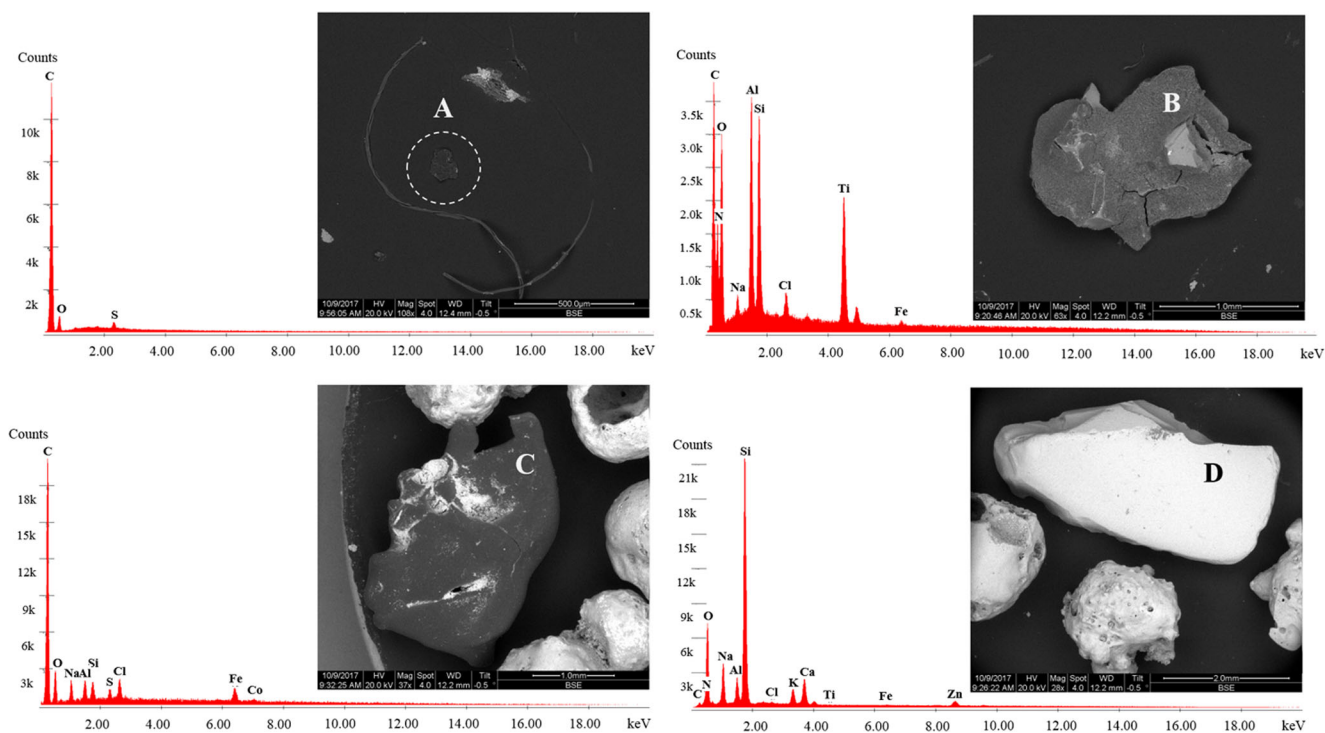 Counts
C
10k
8k
6k
4k
2k
O
S
2.00 4.00 6.00 8.00 10.00 12.00 14.00 16.00 18.00 keV
A
10/9/2017 HV Mag Spot WD Tilt 500.0µm
9:56:05 AM 20.0 kV 108x 4.0 12.4 mm -0.5 ° BSE
Counts
C
Al
Si
O
N
Ti
Na
Cl
Fe
3.5k
3.0k
2.5k
2.0k
1.5k
1.0k
0.5k
2.00 4.00 6.00 8.00 10.00 12.00 14.00 16.00 18.00 keV
B
10/9/2017 HV Mag Spot WD Tilt 1.0mm
9:20:46 AM 20.0 kV 63x 4.0 12.2 mm -0.5 ° BSE
Counts
C
18k
15k
12k
9k
6k
3k
O
Na Al Si
S
Cl
Fe
Co
2.00 4.00 6.00 8.00 10.00 12.00 14.00 16.00 18.00 keV
C
10/9/2017 HV Mag Spot WD Tilt 1.0mm
9:32:25 AM 20.0 kV 37x 4.0 12.2 mm -0.5 ° BSE
Counts
Si
21k
18k
15k
12k
9k
6k
3k
O
Na
Al
C
N
Cl
K
Ca
Ti
Fe
Zn
2.00 4.00 6.00 8.00 10.00 12.00 14.00 16.00 18.00 keV
D
10/9/2017 HV Mag Spot WD Tilt 2.0mm
9:26:22 AM 20.0 kV 28x 4.0 12.2 mm -0.5 ° BSE